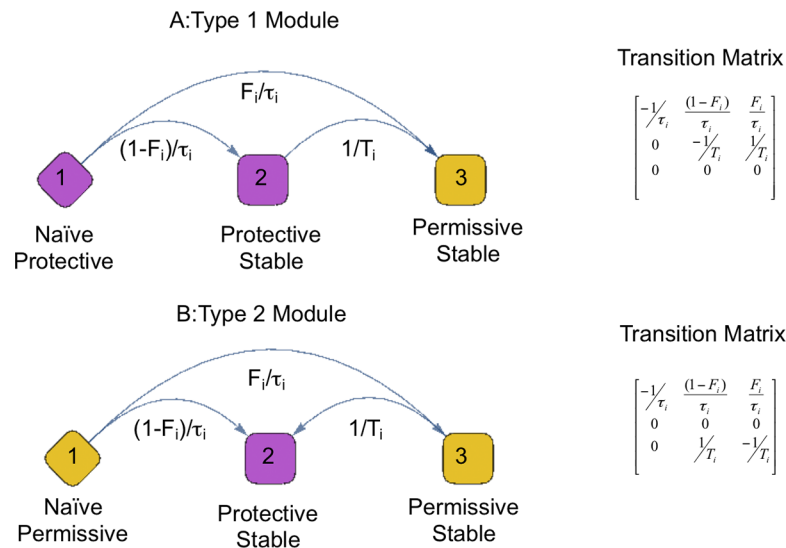 A:Type 1 Module
Transition Matrix
Fi/τi
(1-Fi)/τi
1/Ti
1
2
3
Naïve
Protective
Protective
Stable
Permissive
Stable
-1/τi (1-Fi)/τi Fi/τi
0 -1/Ti 1/Ti
0 0 0
B:Type 2 Module
Transition Matrix
Fi/τi
(1-Fi)/τi
1/Ti
1
2
3
Naïve
Permissive
Protective
Stable
Permissive
Stable
-1/τi (1-Fi)/τi Fi/τi
0 0 0
0 1/Ti -1/Ti